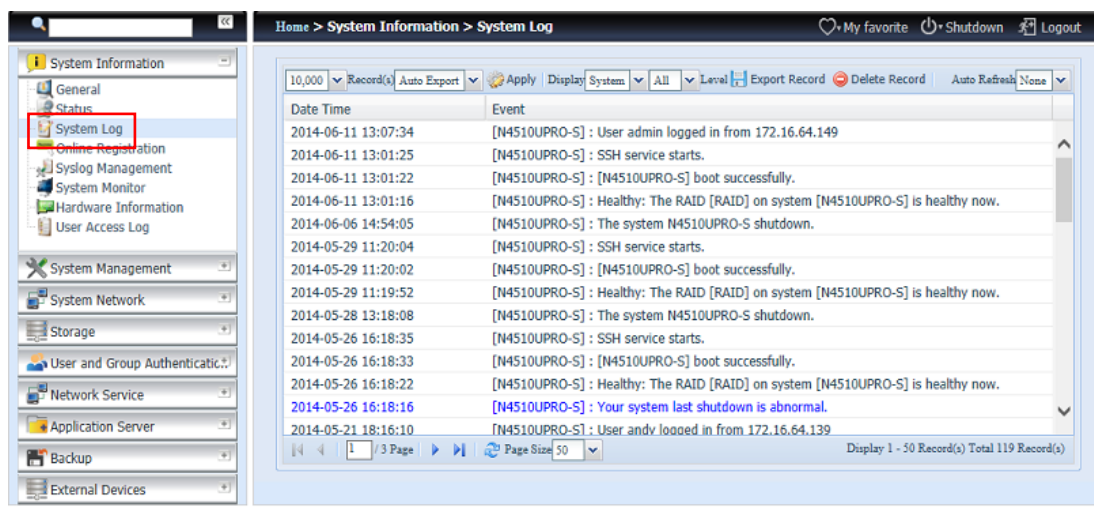 Home > System Information > System Log
My favorite Shutdown Logout
System Information
General
Status
System Log
Online Registration
Syslog Management
System Monitor
Hardware Information
User Access Log
System Management
System Network
Storage
User and Group Authenticatic..
Network Service
Application Server
Backup
External Devices
10,000 Record(s) Auto Export Apply Display System All Level Export Record Delete Record Auto Refresh None
Date Time Event
2014-06-11 13:07:34 [N4510UPRO-S] : User admin logged in from 172.16.64.149
2014-06-11 13:01:25 [N4510UPRO-S] : SSH service starts.
2014-06-11 13:01:22 [N4510UPRO-S] : [N4510UPRO-S] boot successfully.
2014-06-11 13:01:16 [N4510UPRO-S] : Healthy: The RAID [RAID] on system [N4510UPRO-S] is healthy now.
2014-06-06 14:54:05 [N4510UPRO-S] : The system N4510UPRO-S shutdown.
2014-05-29 11:20:04 [N4510UPRO-S] : SSH service starts.
2014-05-29 11:20:02 [N4510UPRO-S] : [N4510UPRO-S] boot successfully.
2014-05-29 11:19:52 [N4510UPRO-S] : Healthy: The RAID [RAID] on system [N4510UPRO-S] is healthy now.
2014-05-28 13:18:08 [N4510UPRO-S] : The system N4510UPRO-S shutdown.
2014-05-26 16:18:35 [N4510UPRO-S] : SSH service starts.
2014-05-26 16:18:33 [N4510UPRO-S] : [N4510UPRO-S] boot successfully.
2014-05-26 16:18:22 [N4510UPRO-S] : Healthy: The RAID [RAID] on system [N4510UPRO-S] is healthy now.
2014-05-26 16:18:16 [N4510UPRO-S] : Your system last shutdown is abnormal.
2014-05-21 18:16:10 [N4510UPRO-S] : User andy logged in from 172.16.64.139
1 / 3 Page Page Size 50 Display 1 - 50 Record(s) Total 119 Record(s)